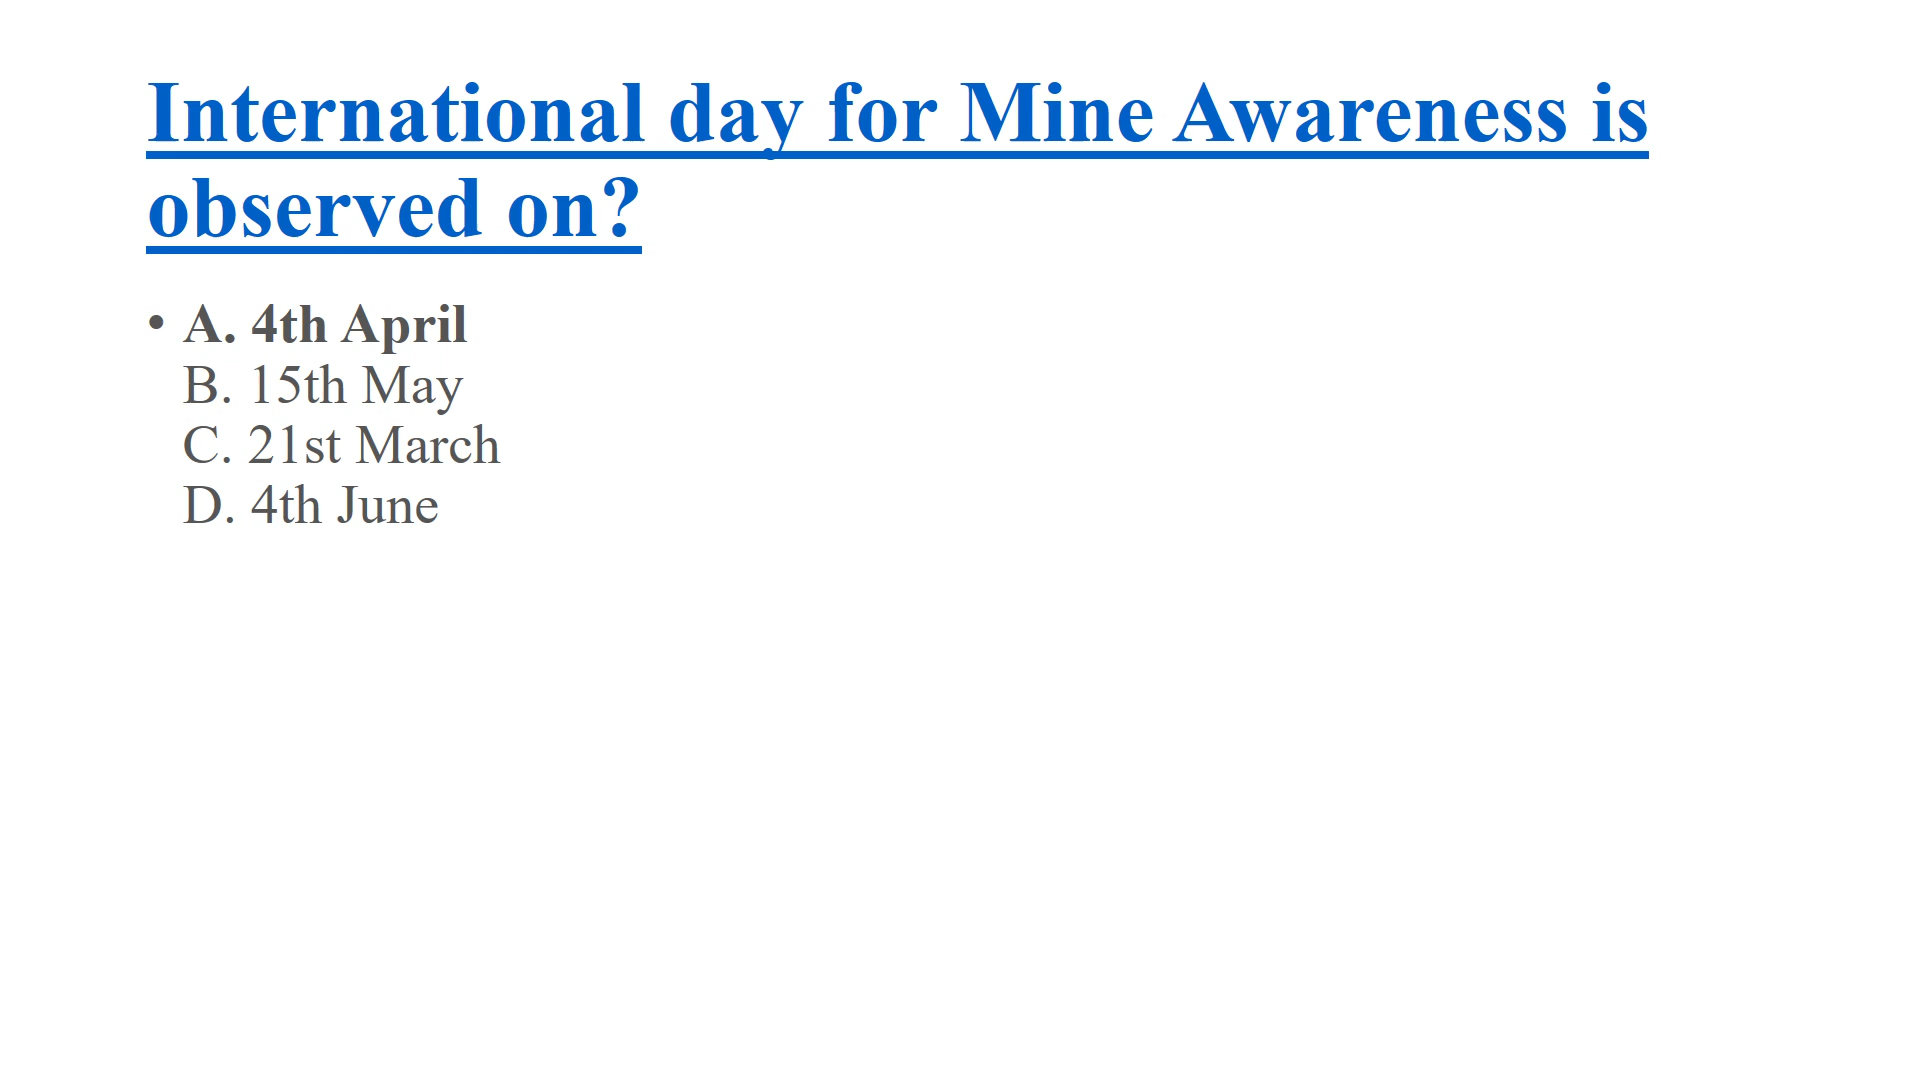 International day for Mine Awareness is
observed on?
• A. 4th April
B. 15th May
C. 21st March
D. 4th June